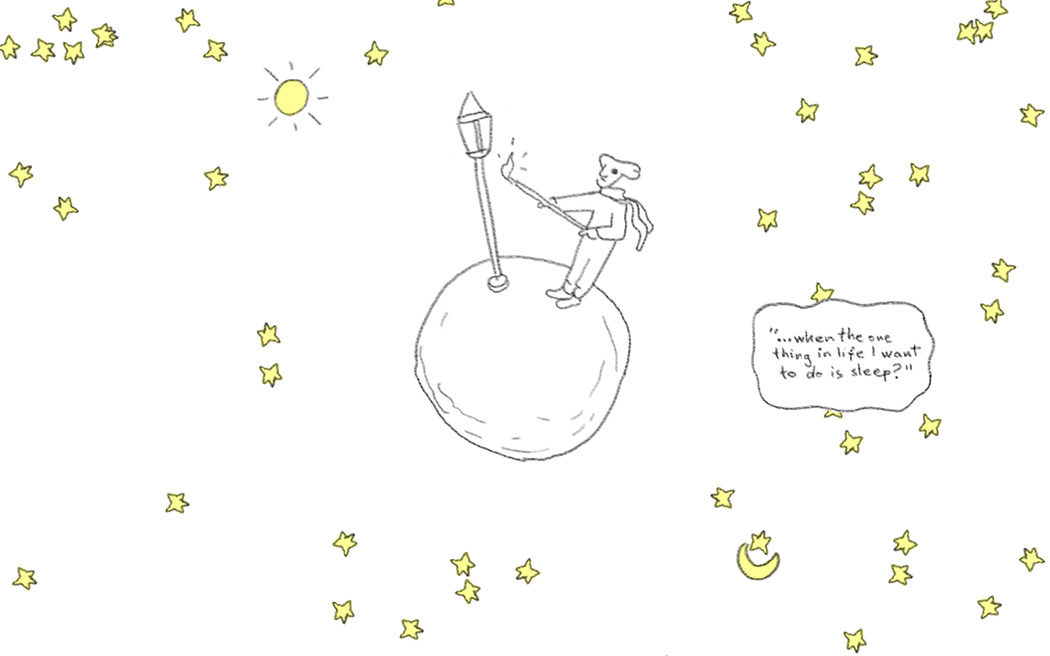 "...when the one
thing in life I want
to do is sleep?"